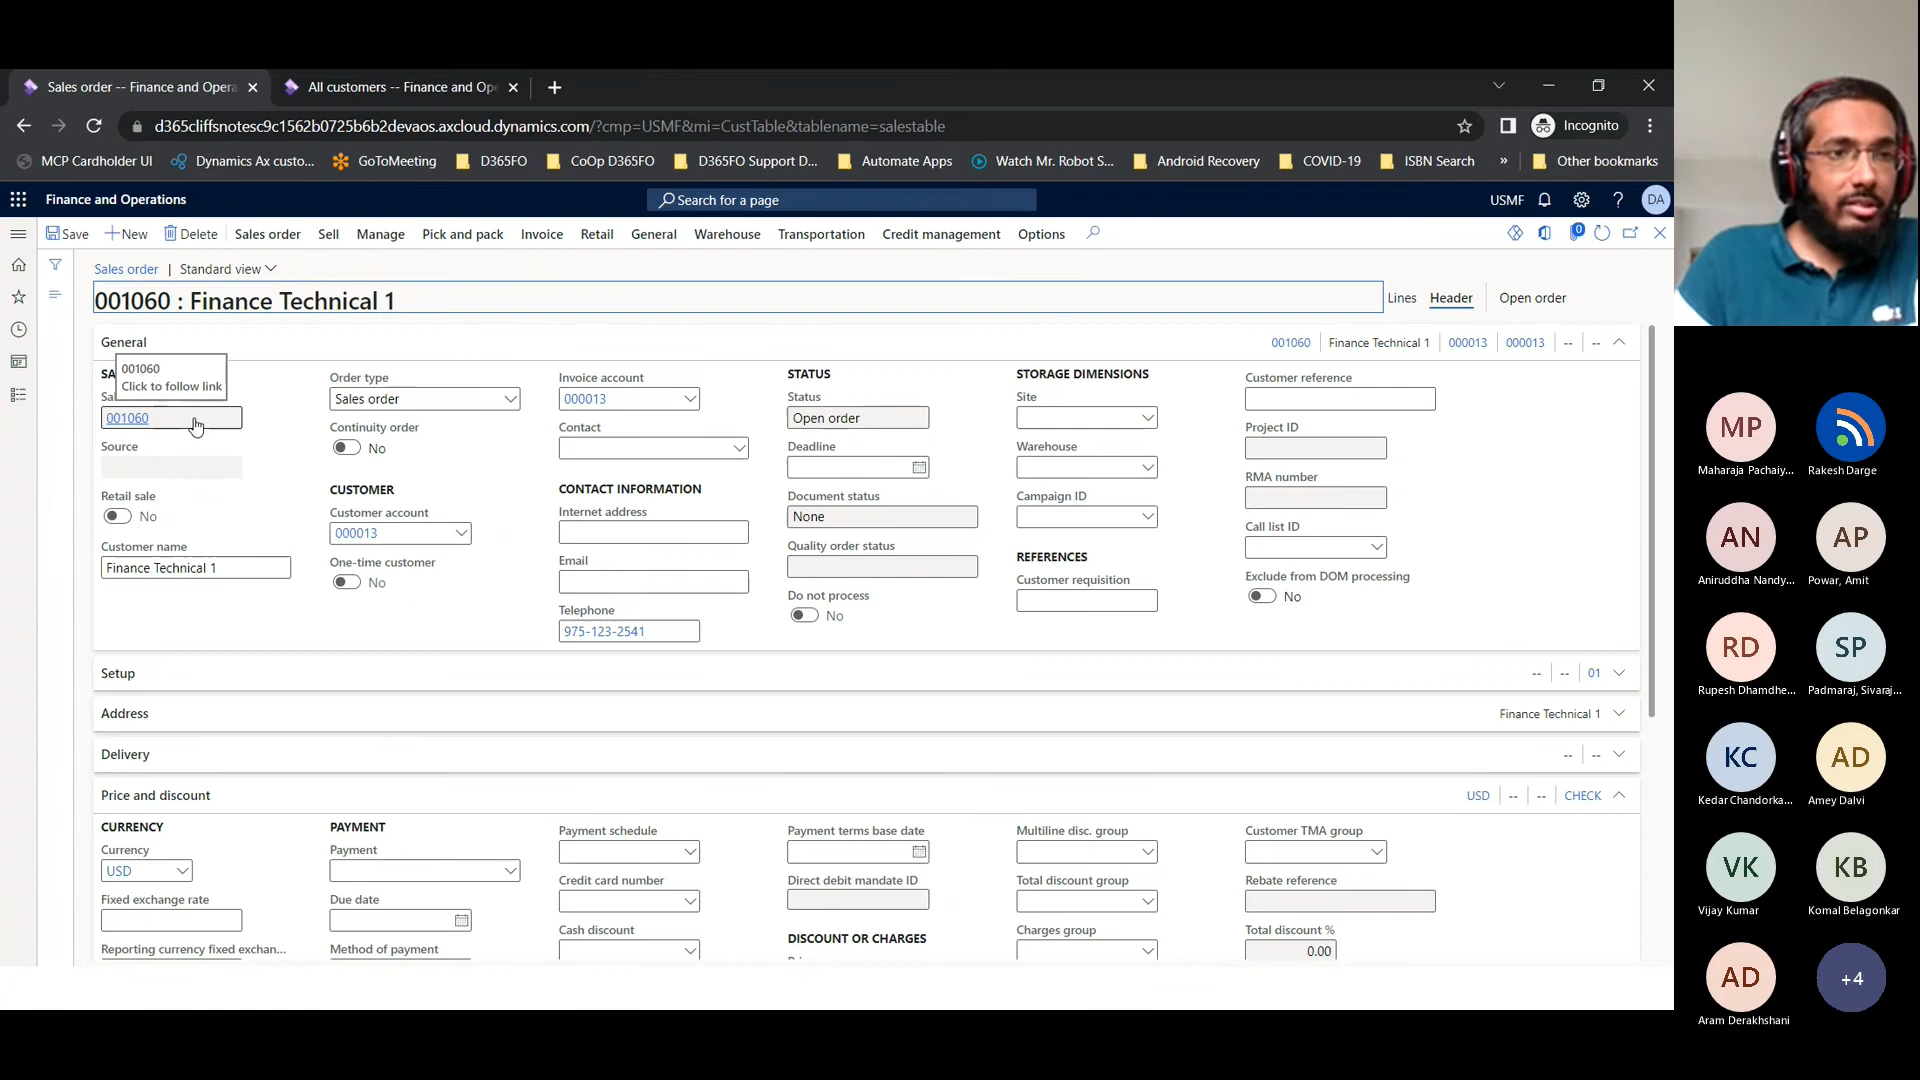 Sales order -- Finance and Opera
All customers -- Finance and Ope
d365cliffsnotesc9c1562b0725b6b2devaos.axcloud.dynamics.com/?cmp=USMF&mi=CustTable&tablename=salestable
Incognito
MCP Cardholder UI
Dynamics Ax custo...
GoToMeeting
D365FO
CoOp D365FO
D365FO Support D...
Automate Apps
Watch Mr. Robot S...
Android Recovery
COVID-19
ISBN Search
»
Other bookmarks
Finance and Operations
Search for a page
USMF
?
DA
Save
New
Delete
Sales order
Sell
Manage
Pick and pack
Invoice
Retail
General
Warehouse
Transportation
Credit management
Options
0
Sales order | Standard view
001060 : Finance Technical 1
Lines
Header
Open order
General
001060
Finance Technical 1
000013
000013
--
--
001060
Click to follow link
SA
Sal
001060
Source
Retail sale
No
Customer name
Finance Technical 1
Order type
Sales order
Continuity order
No
CUSTOMER
Customer account
000013
One-time customer
No
Invoice account
000013
Contact
CONTACT INFORMATION
Internet address
Email
Telephone
975-123-2541
STATUS
Status
Open order
Deadline
Document status
None
Quality order status
Do not process
No
STORAGE DIMENSIONS
Site
Warehouse
Campaign ID
REFERENCES
Customer requisition
Customer reference
Project ID
RMA number
Call list ID
Exclude from DOM processing
No
Setup
--
--
01
Address
Finance Technical 1
Delivery
--
--
Price and discount
USD
--
--
CHECK
CURRENCY
Currency
USD
Fixed exchange rate
Reporting currency fixed exchan...
PAYMENT
Payment
Due date
Method of payment
Payment schedule
Credit card number
Cash discount
Payment terms base date
Direct debit mandate ID
DISCOUNT OR CHARGES
Multiline disc. group
Total discount group
Charges group
Customer TMA group
Rebate reference
Total discount %
0.00
MP
Maharaja Pachaiy...
Rakesh Darge
AN
Aniruddha Nandy...
AP
Powar, Amit
RD
Rupesh Dhamdhe...
SP
Padmaraj, Sivaraj...
KC
Kedar Chandorka...
AD
Amey Dalvi
VK
Vijay Kumar
KB
Komal Belagonkar
AD
Aram Derakhshani
+4